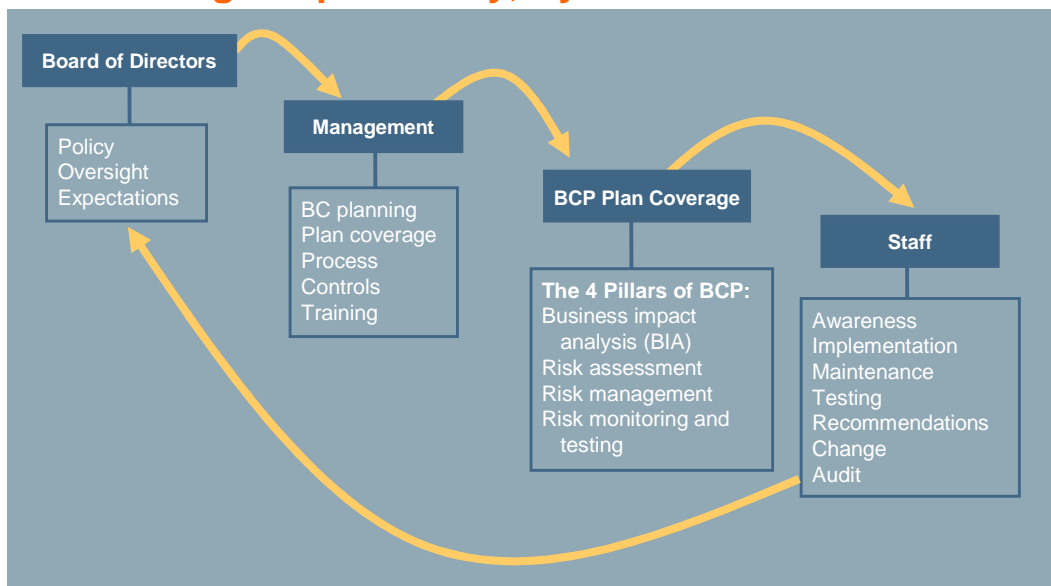 Board of Directors
Policy
Oversight
Expectations
Management
BC planning
Plan coverage
Process
Controls
Training
BCP Plan Coverage
The 4 Pillars of BCP:
Business impact
analysis (BIA)
Risk assessment
Risk management
Risk monitoring and
testing
Staff
Awareness
Implementation
Maintenance
Testing
Recommendations
Change
Audit